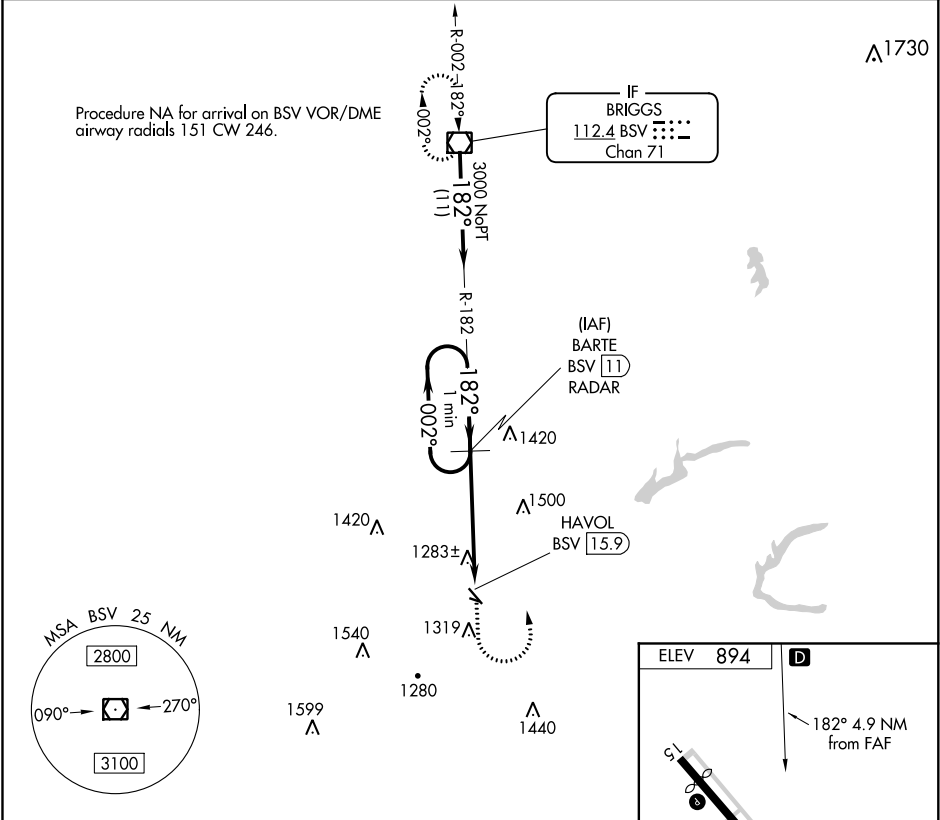 1730
R-002
182°
002°
Procedure NA for arrival on BSV VOR/DME
airway radials 151 CW 246.
IF
BRIGGS
112.4 BSV
Chan 71
3000 NoPT
182°
(11)
R-182
(IAF)
BARTE
BSV 11
RADAR
182°
1 min
002°
1420
1500
1420
HAVOL
BSV 15.9
1283±
MSA BSV 25 NM
2800
090°
270°
3100
1540
1319
1280
1599
1440
ELEV 894
D
182° 4.9 NM
from FAF
15
P